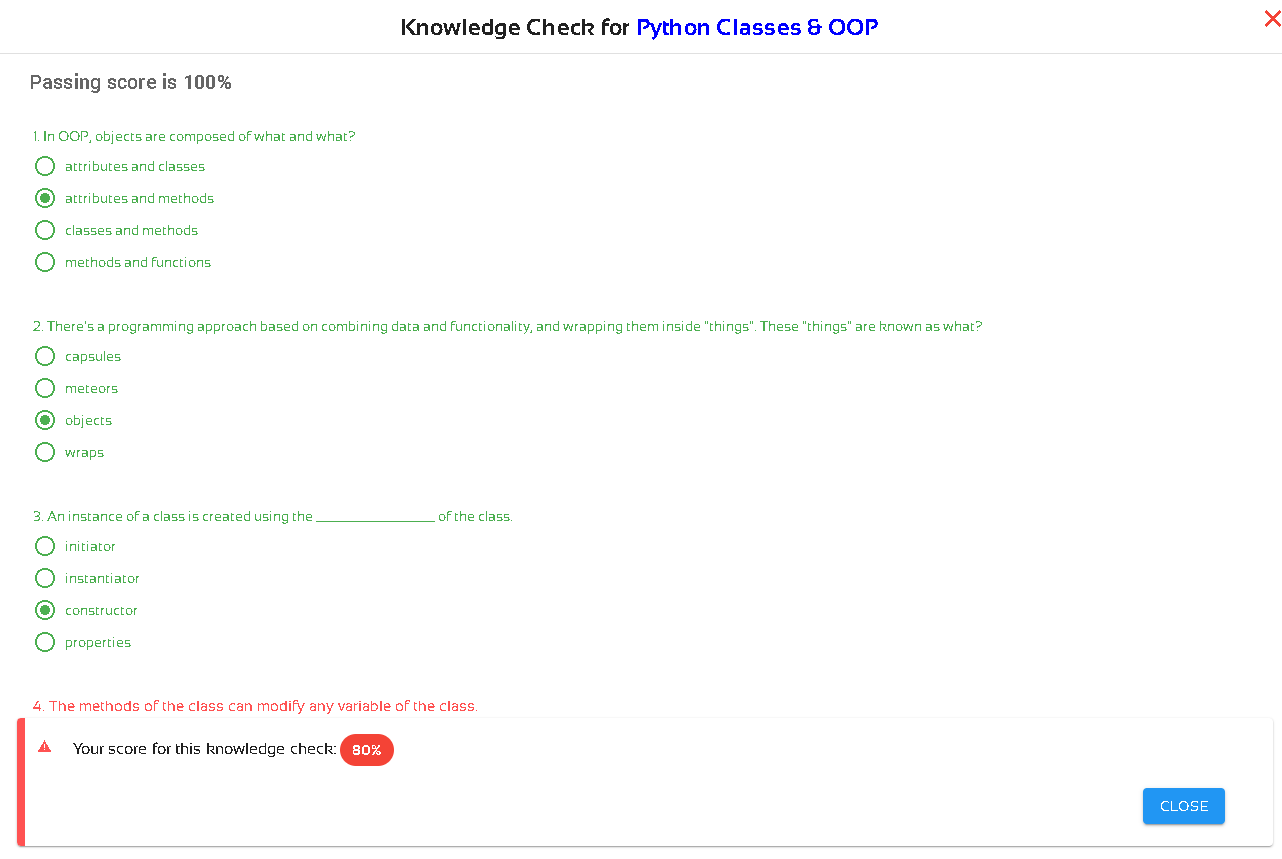 Knowledge Check for Python Classes & OOP
Passing score is 100%
1. In OOP, objects are composed of what and what?
attributes and classes
attributes and methods
classes and methods
methods and functions
2. There's a programming approach based on combining data and functionality, and wrapping them inside "things". These "things" are known as what?
capsules
meteors
objects
wraps
3. An instance of a class is created using the ________________ of the class.
initiator
instantiator
constructor
properties
4. The methods of the class can modify any variable of the class.
Your score for this knowledge check: 80%
CLOSE